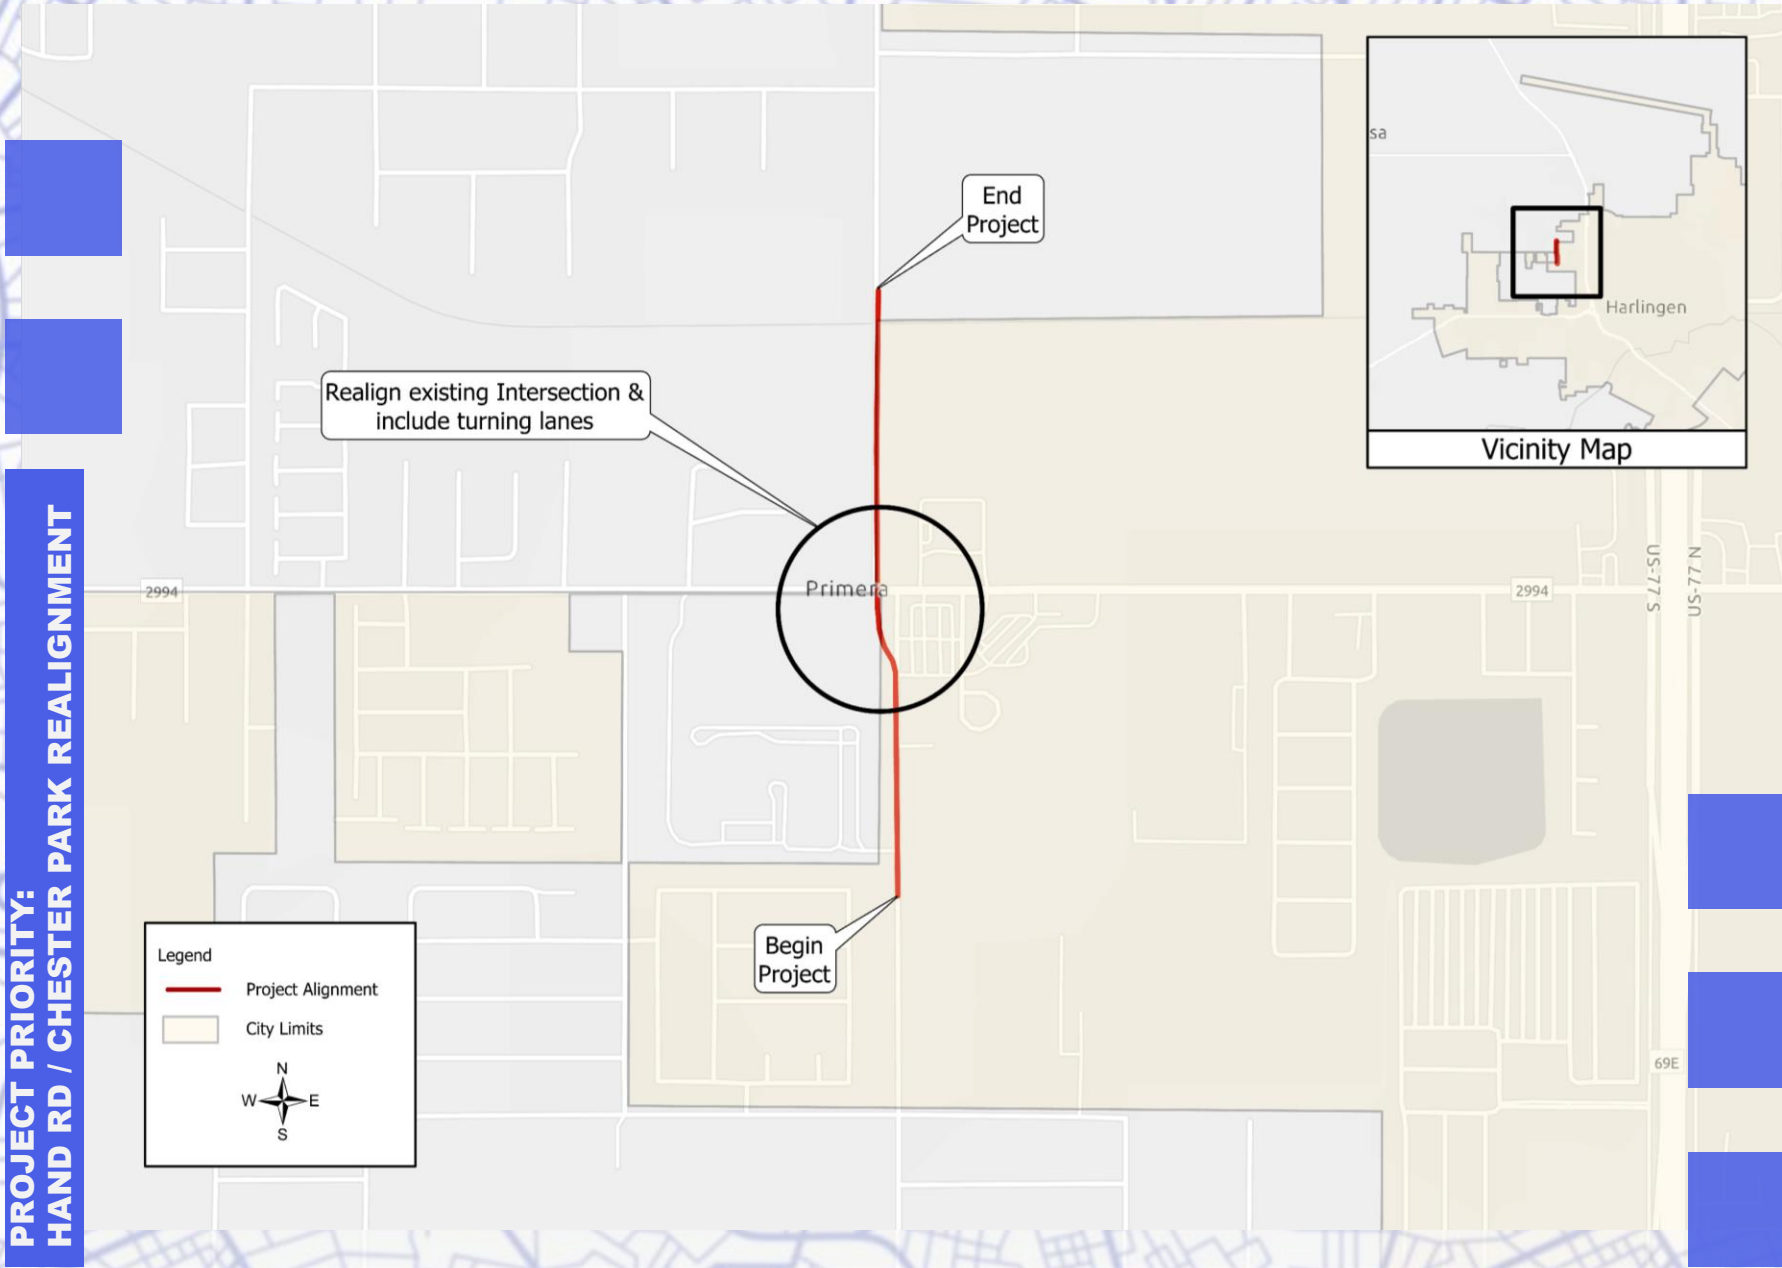 PROJECT PRIORITY:
HAND RD / CHESTER PARK REALIGNMENT
End
Project
Realign existing Intersection &
include turning lanes
Primera
2994
2994
US-77 S
US-77 N
69E
Begin
Project
sa
Harlingen
Vicinity Map
Legend
Project Alignment
City Limits
N
W
E
S